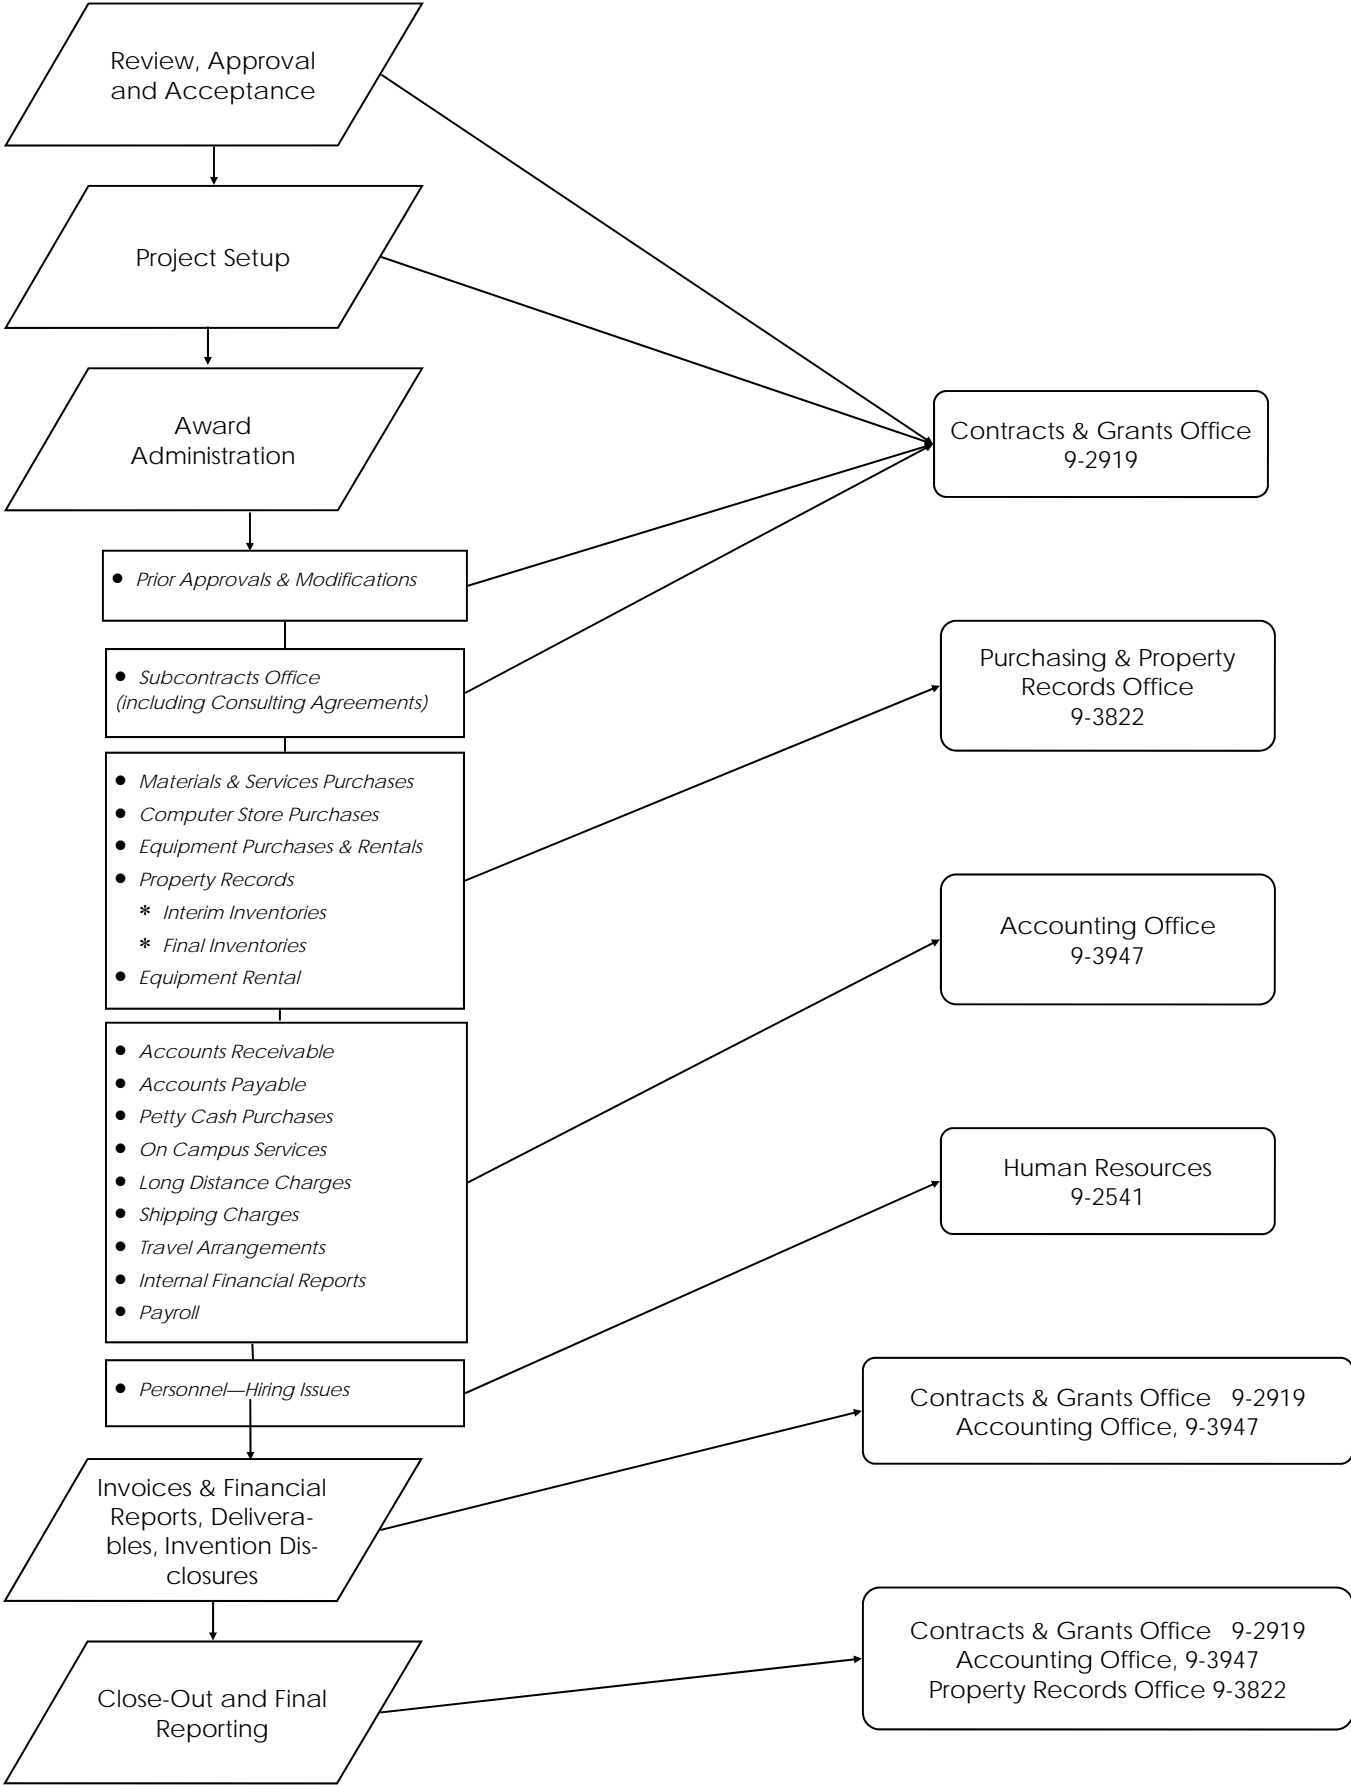 Review, Approval
and Acceptance
Project Setup
Award
Administration
Contracts & Grants Office
9-2919
• Prior Approvals & Modifications
• Subcontracts Office
(including Consulting Agreements)
Purchasing & Property
Records Office
9-3822
• Materials & Services Purchases
• Computer Store Purchases
• Equipment Purchases & Rentals
• Property Records
* Interim Inventories
* Final Inventories
• Equipment Rental
Accounting Office
9-3947
• Accounts Receivable
• Accounts Payable
• Petty Cash Purchases
• On Campus Services
• Long Distance Charges
• Shipping Charges
• Travel Arrangements
• Internal Financial Reports
• Payroll
Human Resources
9-2541
• Personnel—Hiring Issues
Contracts & Grants Office 9-2919
Accounting Office, 9-3947
Invoices & Financial
Reports, Delivera-
bles, Invention Dis-
closures
Contracts & Grants Office 9-2919
Accounting Office, 9-3947
Property Records Office 9-3822
Close-Out and Final
Reporting